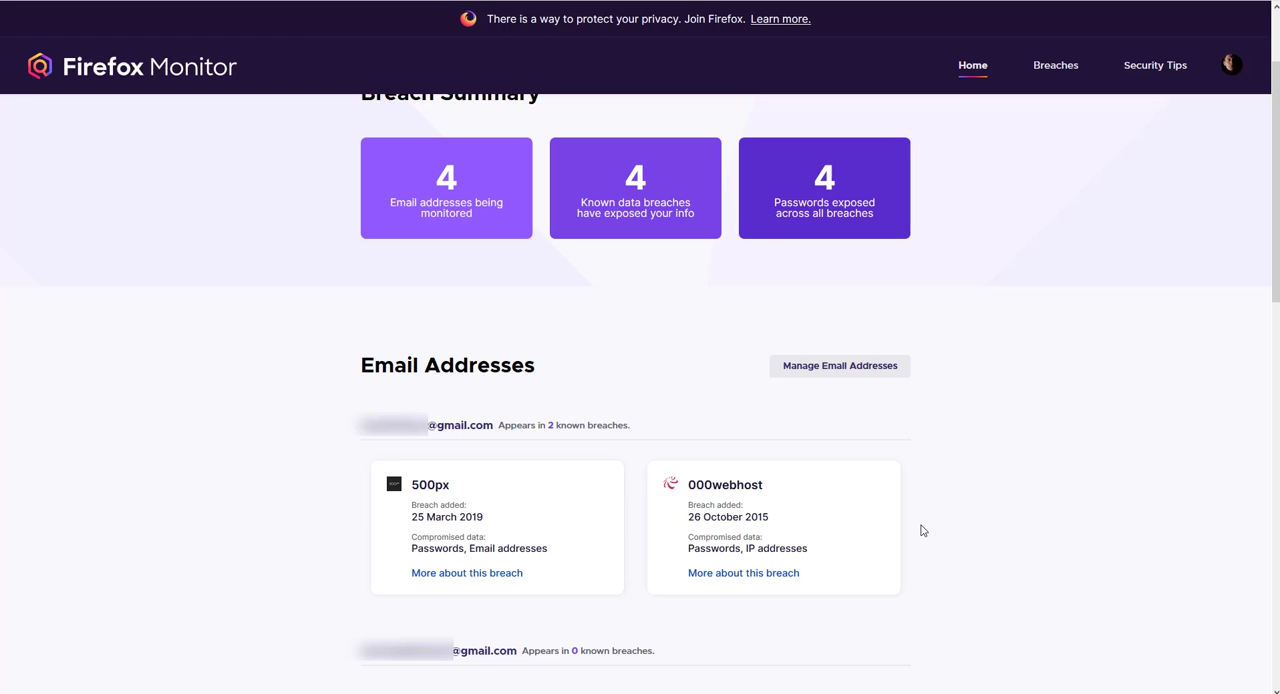 There is a way to protect your privacy. Join Firefox. Learn more.
Firefox Monitor
Home Breaches Security Tips
Breach Summary
4
Email addresses being
monitored
4
Known data breaches
have exposed your info
4
Passwords exposed
across all breaches
Email Addresses
Manage Email Addresses
@gmail.com Appears in 2 known breaches.
500px
Breach added:
25 March 2019
Compromised data:
Passwords, Email addresses
More about this breach
000webhost
Breach added:
26 October 2015
Compromised data:
Passwords, IP addresses
More about this breach
@gmail.com Appears in 0 known breaches.